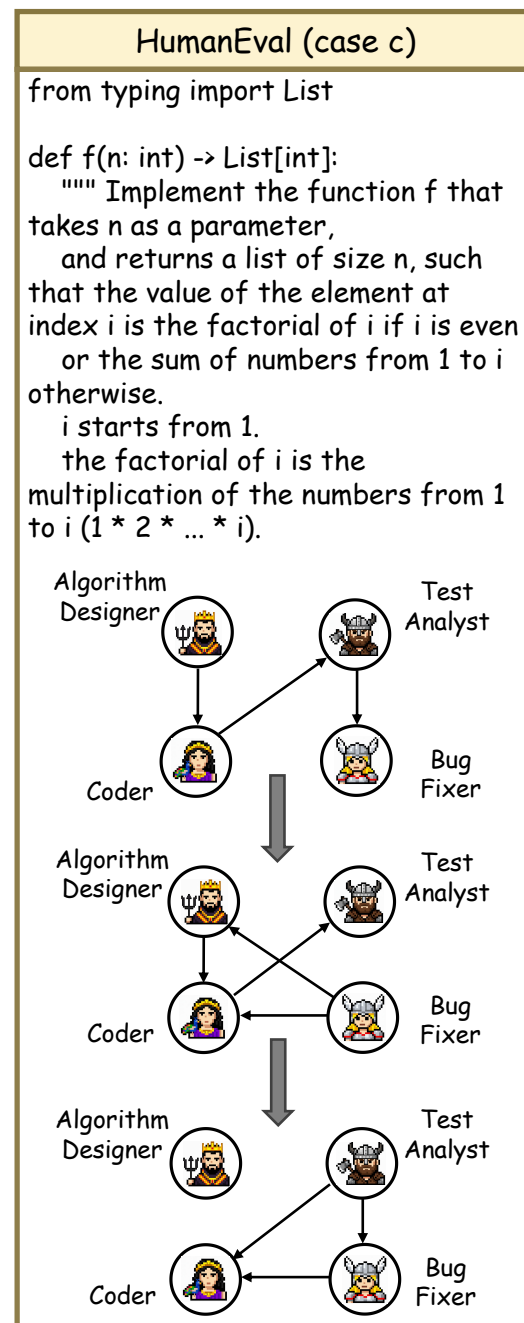 HumanEval (case c)
from typing import List
def f(n: int) -> List[int]:
""" Implement the function f that
takes n as a parameter,
and returns a list of size n, such
that the value of the element at
index i is the factorial of i if i is even
or the sum of numbers from 1 to i
otherwise.
i starts from 1.
the factorial of i is the
multiplication of the numbers from 1
to i (1 * 2 * ... * i).
Algorithm
Designer
Test
Analyst
Coder
Bug
Fixer
Algorithm
Designer
Test
Analyst
Coder
Bug
Fixer
Algorithm
Designer
Test
Analyst
Coder
Bug
Fixer